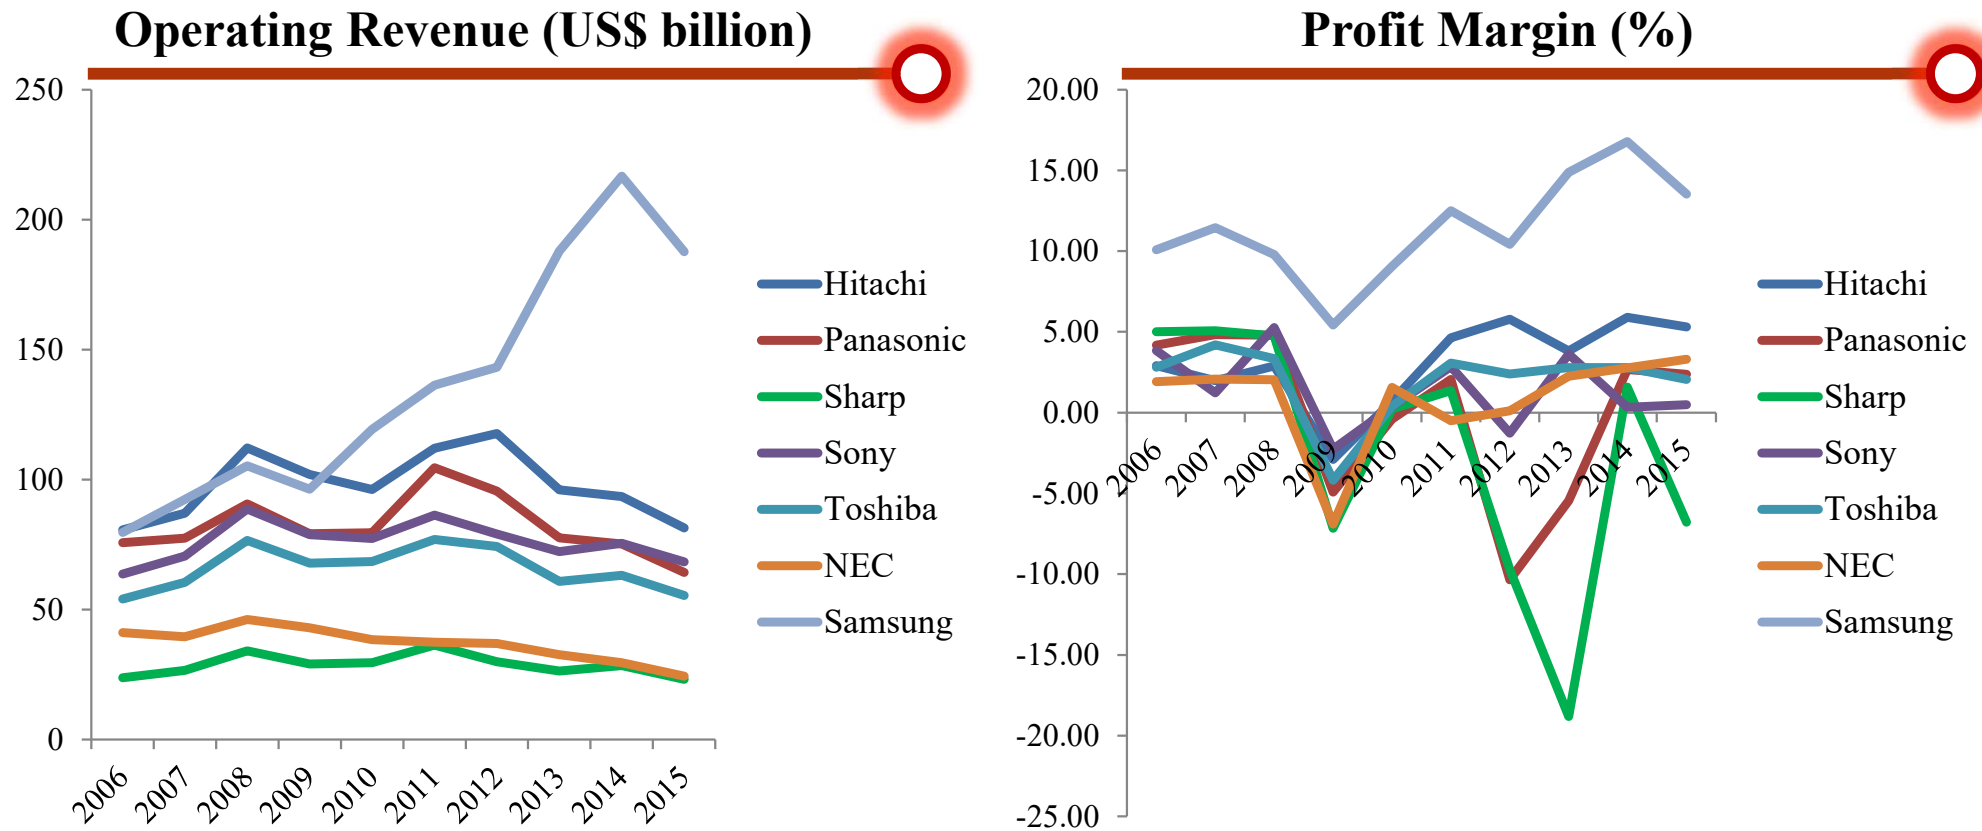 Operating Revenue (US$ billion)
250
200
150
100
50
0
2006
2007
2008
2009
2010
2011
2012
2013
2014
2015
Hitachi
Panasonic
Sharp
Sony
Toshiba
NEC
Samsung
Profit Margin (%)
20.00
15.00
10.00
5.00
0.00
-5.00
-10.00
-15.00
-20.00
-25.00
2006
2007
2008
2009
2010
2011
2012
2013
2014
2015
Hitachi
Panasonic
Sharp
Sony
Toshiba
NEC
Samsung